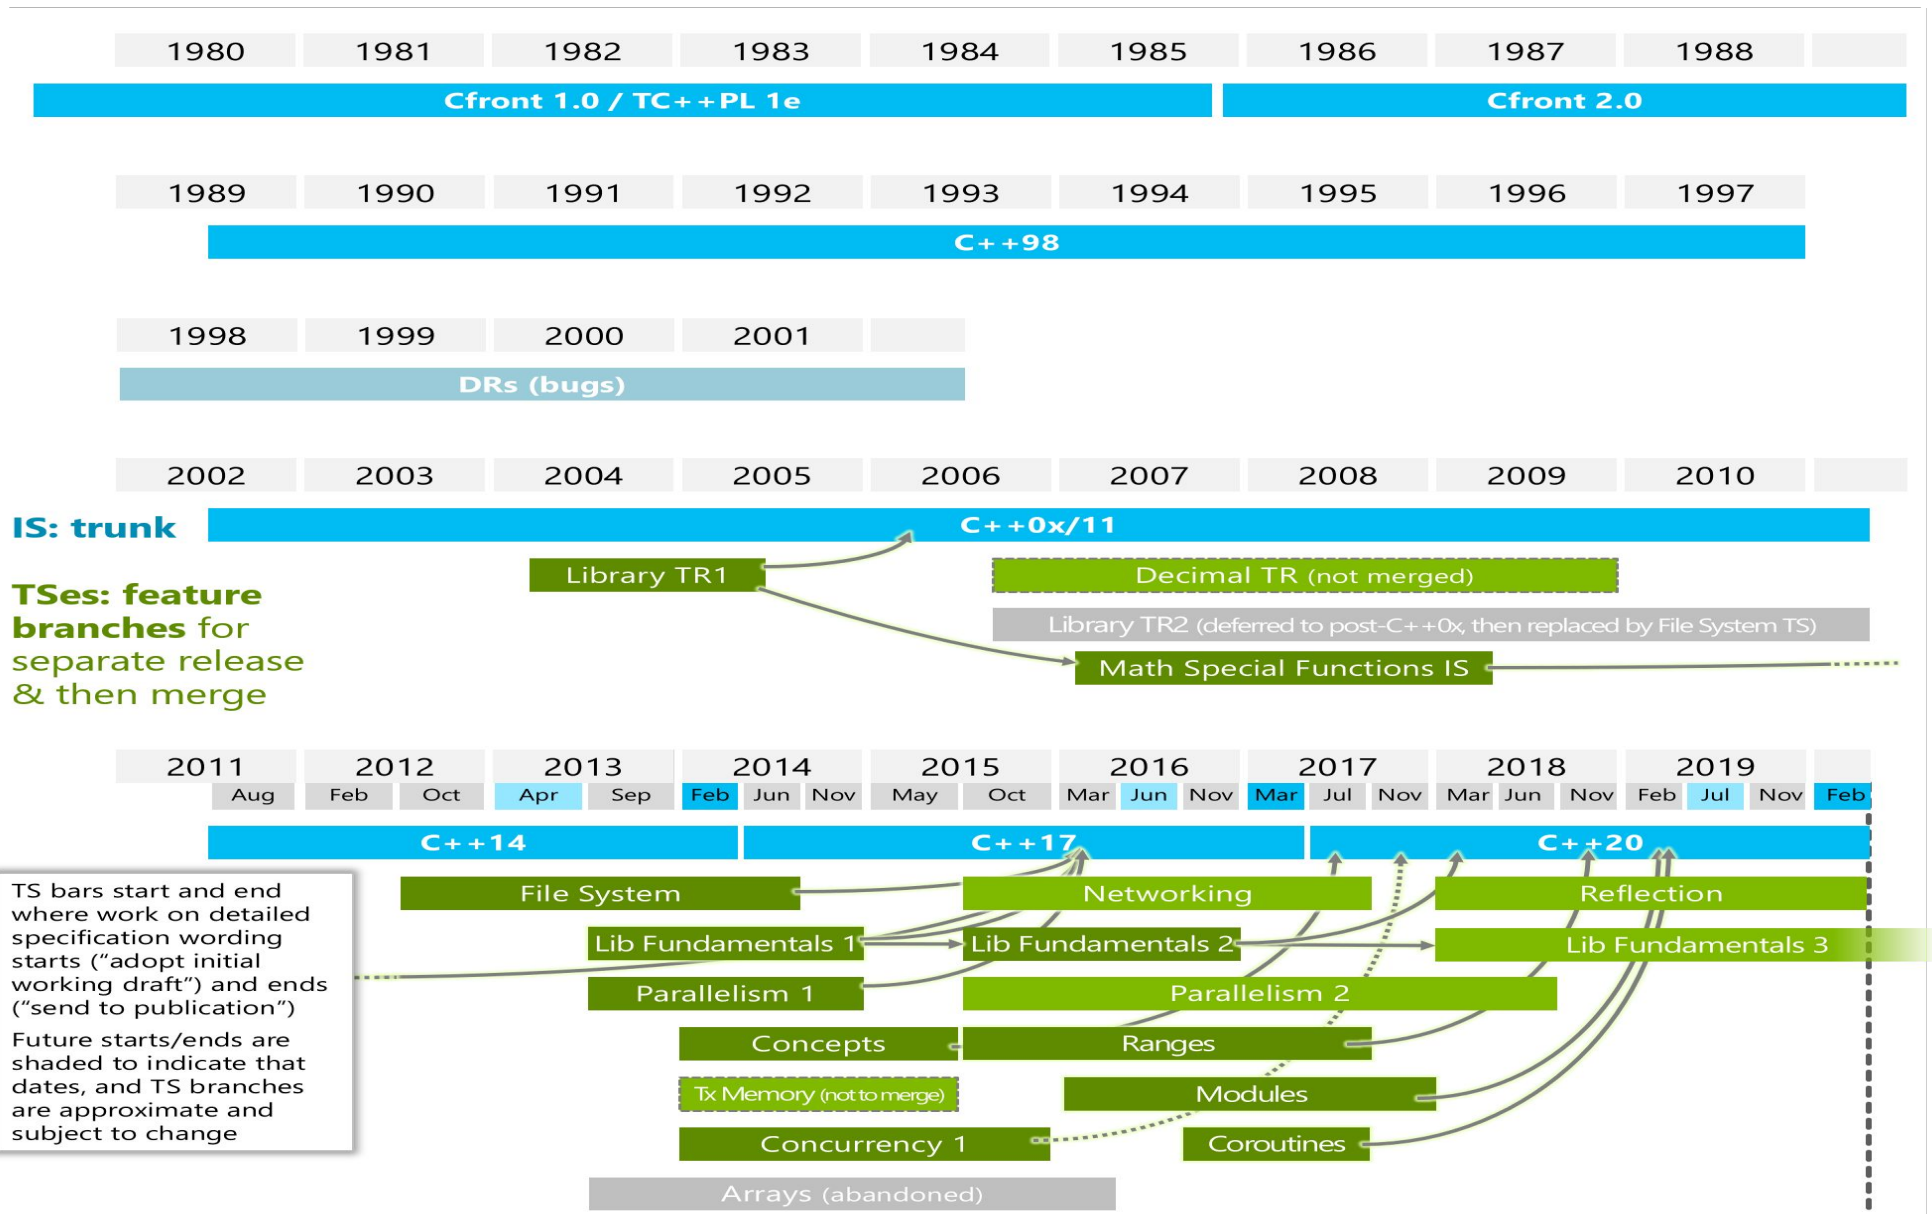 1980 1981 1982 1983 1984 1985 1986 1987 1988
Cfront 1.0 / TC++PL 1e Cfront 2.0
1989 1990 1991 1992 1993 1994 1995 1996 1997
C++98
1998 1999 2000 2001
DRs (bugs)
2002 2003 2004 2005 2006 2007 2008 2009 2010
IS: trunk
C++0x/11
Library TR1
Decimal TR (not merged)
TSes: feature
branches for
separate release
& then merge
Library TR2 (deferred to post-C++0x, then replaced by File System TS)
Math Special Functions IS
2011 2012 2013 2014 2015 2016 2017 2018 2019
Aug Feb Oct Apr Sep Feb Jun Nov May Oct Mar Jun Nov Mar Jul Nov Mar Jun Nov Feb Jul Nov Feb
C++14 C++17 C++20
TS bars start and end
where work on detailed
specification wording
starts (“adopt initial
working draft”) and ends
(“send to publication”)
Future starts/ends are
shaded to indicate that
dates, and TS branches
are approximate and
subject to change
File System Networking Reflection
Lib Fundamentals 1 Lib Fundamentals 2 Lib Fundamentals 3
Parallelism 1 Parallelism 2
Concepts Ranges
Tx Memory (not to merge) Modules
Concurrency 1 Coroutines
Arrays (abandoned)